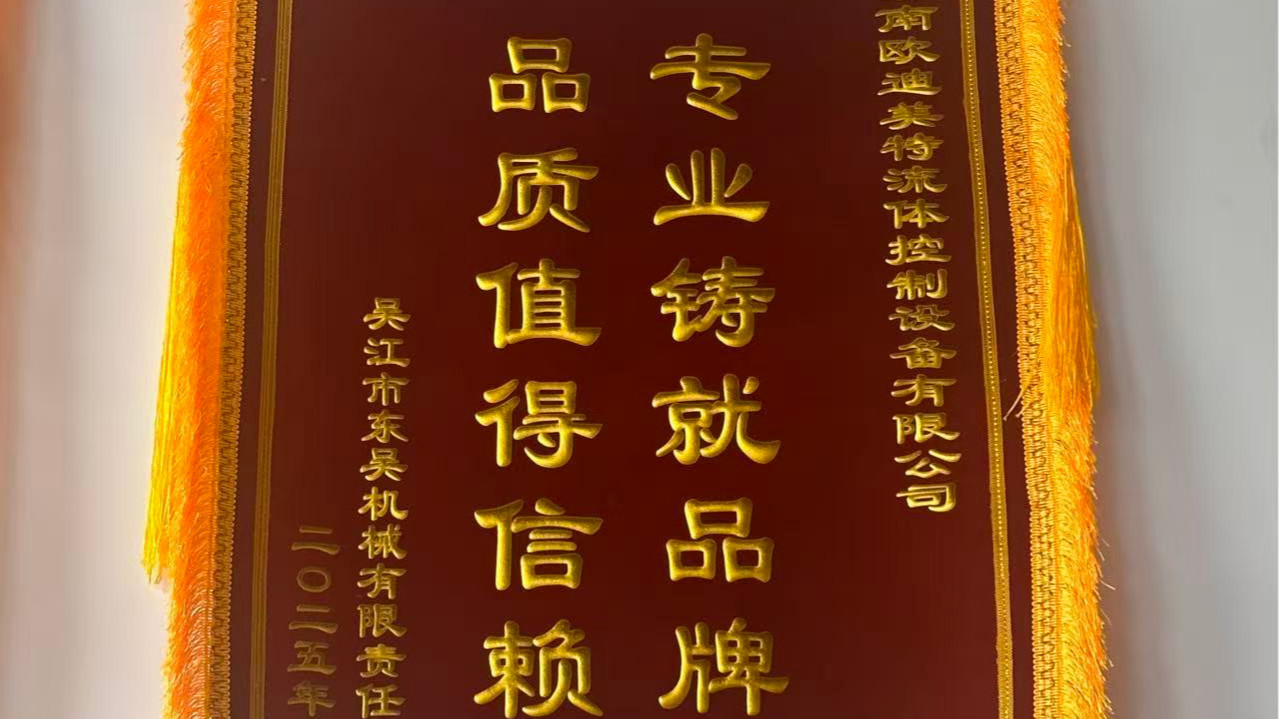 南欧迪美特流体控制设备有限公司
专业铸就品牌
品质值得信赖
吴江市东吴机械有限责任
二〇二五年